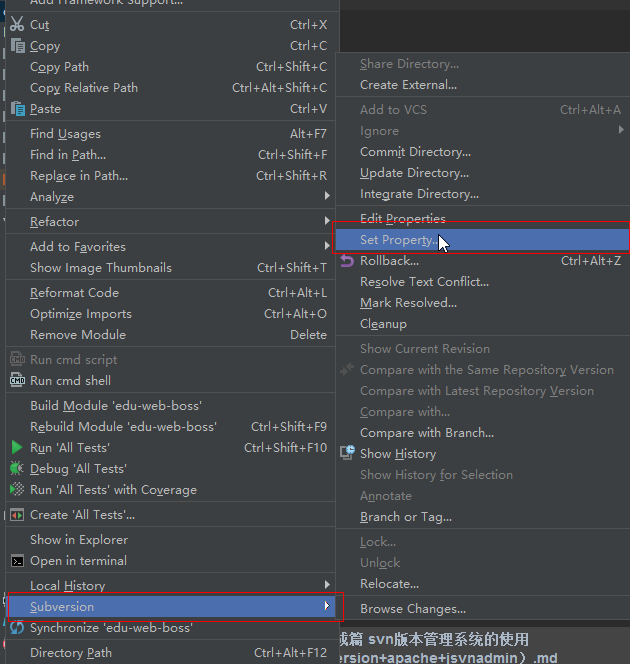 Add Framework Support...
Cut Ctrl+X
Copy Ctrl+C
Copy Path Ctrl+Shift+C
Copy Relative Path Ctrl+Alt+Shift+C
Paste Ctrl+V
Find Usages Alt+F7
Find in Path... Ctrl+Shift+F
Replace in Path... Ctrl+Shift+R
Analyze
Refactor
Add to Favorites
Show Image Thumbnails Ctrl+Shift+T
Reformat Code Ctrl+Alt+L
Optimize Imports Ctrl+Alt+O
Remove Module Delete
Run cmd script
Run cmd shell
Build Module 'edu-web-boss'
Rebuild Module 'edu-web-boss' Ctrl+Shift+F9
Run 'All Tests' Ctrl+Shift+F10
Debug 'All Tests'
Run 'All Tests' with Coverage
Create 'All Tests'...
Show in Explorer
Open in terminal
Local History
Subversion
Synchronize 'edu-web-boss'
Directory Path Ctrl+Alt+F12
Share Directory...
Create External...
Add to VCS Ctrl+Alt+A
Ignore
Commit Directory...
Update Directory...
Integrate Directory...
Edit Properties
Set Property...
Rollback... Ctrl+Alt+Z
Resolve Text Conflict...
Mark Resolved...
Cleanup
Show Current Revision
Compare with the Same Repository Version
Compare with Latest Repository Version
Compare with...
Compare with Branch...
Show History
Show History for Selection
Annotate
Branch or Tag...
Lock...
Unlock
Relocate...
Browse Changes...
篇 svn版本管理系统的使用
ersion+apache+jsvnadmin）.md